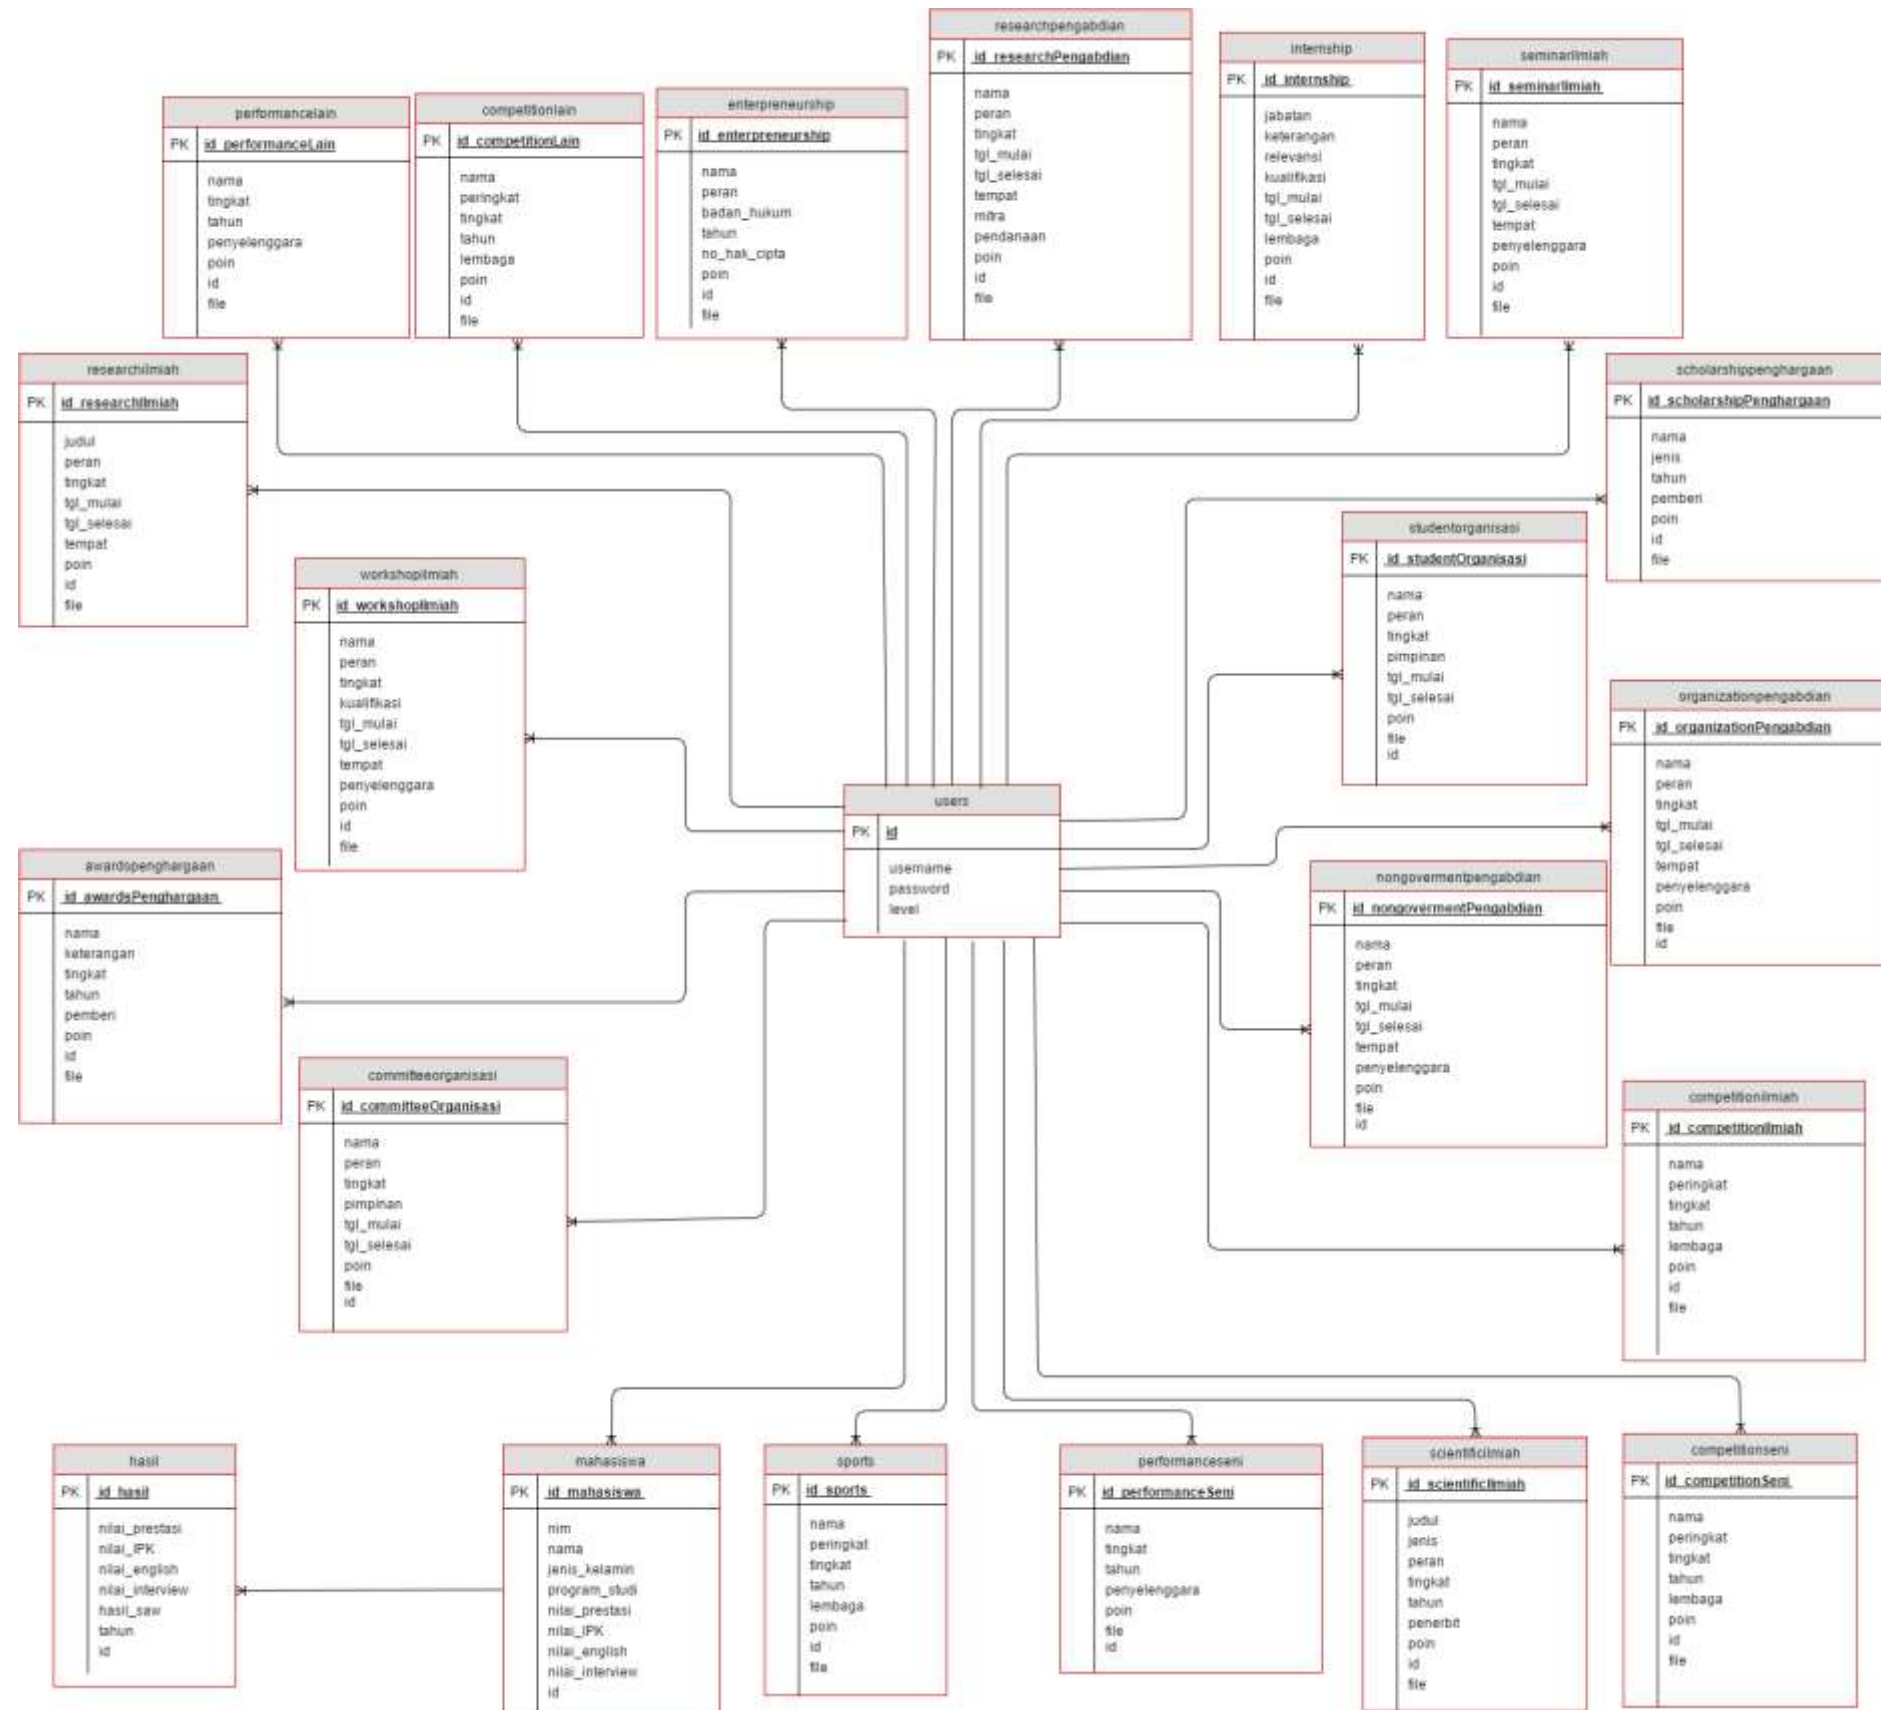 researchpengabdian
PK id_researchPengabdian
nama
peran
tingkat
tgl_mulai
tgl_selesai
tempat
mitra
pendanaan
poin
id
file
internship
PK id_internship
jabatan
keterangan
relevansi
kualifikasi
tgl_mulai
tgl_selesai
lembaga
poin
id
file
seminarilmiah
PK id_seminarIlmiah
nama
peran
tingkat
tgl_mulai
tgl_selesai
tempat
penyelenggara
poin
id
file
performancelain
PK id_performanceLain
nama
tingkat
tahun
penyelenggara
poin
id
file
competitionlain
PK id_competitionLain
nama
peringkat
tingkat
tahun
lembaga
poin
id
file
enterpreneurship
PK id_enterpreneurship
nama
peran
badan_hukum
tahun
no_hak_cipta
poin
id
file
researchilmiah
PK id_researchIlmiah
judul
peran
tingkat
tgl_mulai
tgl_selesai
tempat
poin
id
file
scholarshippenghargaan
PK id_scholarshipPenghargaan
nama
jenis
tahun
pemberi
poin
id
file
workshopilmiah
PK id_workshopIlmiah
nama
peran
tingkat
kualifikasi
tgl_mulai
tgl_selesai
tempat
penyelenggara
poin
id
file
studentorganisasi
PK id_studentOrganisasi
nama
peran
tingkat
pimpinan
tgl_mulai
tgl_selesai
poin
file
id
organizationpengabdian
PK id_organizationPengabdian
nama
peran
tingkat
tgl_mulai
tgl_selesai
tempat
penyelenggara
poin
file
id
users
PK id
username
password
level
awardspenghargaan
PK id_awardsPenghargaan
nama
keterangan
tingkat
tahun
pemberi
poin
id
file
nongovermentpengabdian
PK id_nongovermentPengabdian
nama
peran
tingkat
tgl_mulai
tgl_selesai
tempat
penyelenggara
poin
file
id
committeeorganisasi
PK id_committeeOrganisasi
nama
peran
tingkat
pimpinan
tgl_mulai
tgl_selesai
poin
file
id
competitionilmiah
PK id_competitionIlmiah
nama
peringkat
tingkat
tahun
lembaga
poin
id
file
hasil
PK id_hasil
nilai_prestasi
nilai_IPK
nilai_english
nilai_interview
hasil_saw
tahun
id
mahasiswa
PK id_mahasiswa
nim
nama
jenis_kelamin
program_studi
nilai_prestasi
nilai_IPK
nilai_english
nilai_interview
id
sports
PK id_sports
nama
peringkat
tingkat
tahun
lembaga
poin
id
file
performanceseni
PK id_performanceSeni
nama
tingkat
tahun
penyelenggara
poin
file
id
scientificilmiah
PK id_scientificIlmiah
judul
jenis
peran
tingkat
tahun
penerbit
poin
id
file
competitionseni
PK id_competitionSeni
nama
peringkat
tingkat
tahun
lembaga
poin
id
file